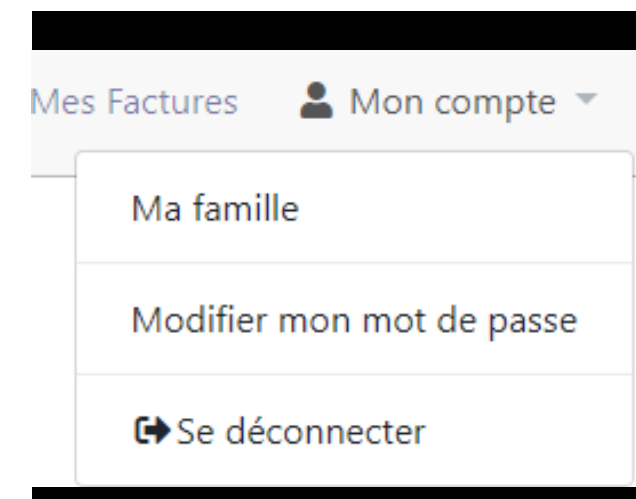 Mes Factures Mon compte
Ma famille
Modifier mon mot de passe
Se déconnecter